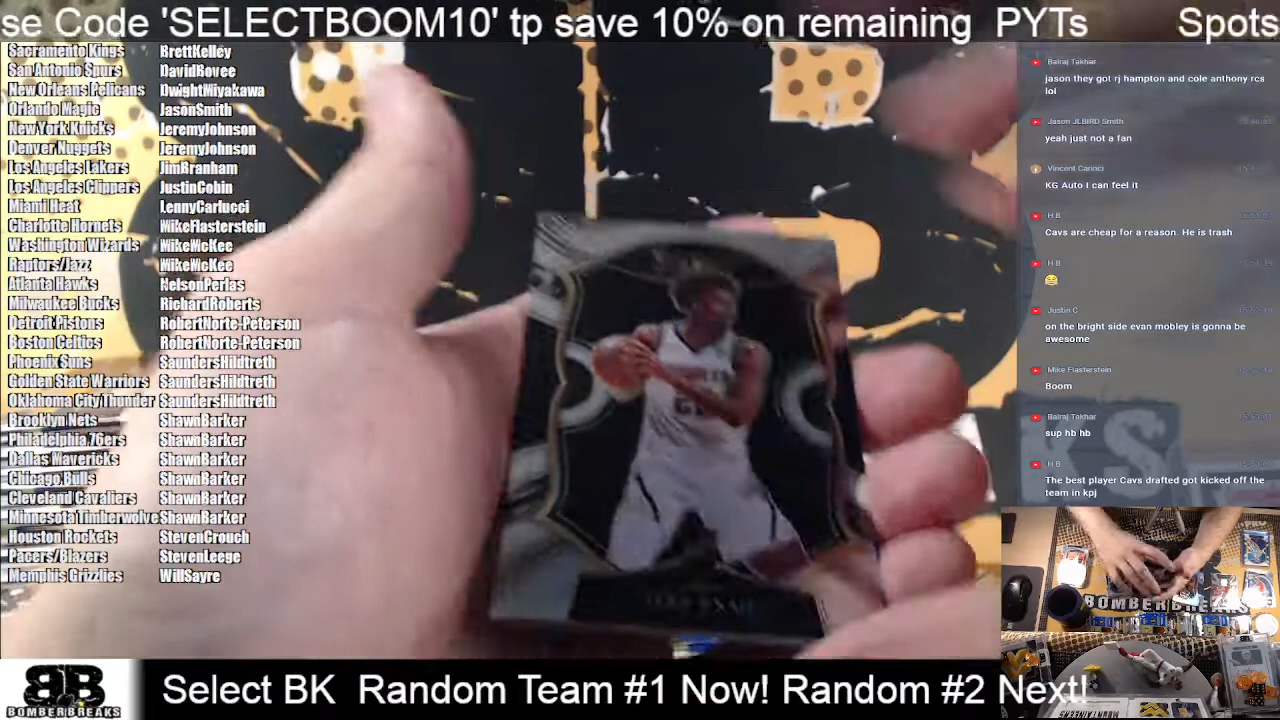 se Code 'SELECTBOOM10' tp save 10% on remaining PYTs Spots
Sacramento Kings BrettKelley
San Antonio Spurs DavidBovee
New Orleans Pelicans DwightMiyakawa
Orlando Magic JasonSmith
New York Knicks JeremyJohnson
Denver Nuggets JeremyJohnson
Los Angeles Lakers JimBranham
Los Angeles Clippers JustinCobin
Miami Heat LennyCarlucci
Charlotte Hornets MikeFlasterstein
Washington Wizards MikeMcKee
Raptors/Jazz MikeMcKee
Atlanta Hawks NelsonPerlas
Milwaukee Bucks RichardRoberts
Detroit Pistons RobertNorte-Peterson
Boston Celtics RobertNorte-Peterson
Phoenix Suns SaundersHildtreth
Golden State Warriors SaundersHildtreth
Oklahoma CityThunder SaundersHildtreth
Brooklyn Nets ShawnBarker
Philadelphia 76ers ShawnBarker
Dallas Mavericks ShawnBarker
Chicago Bulls ShawnBarker
Cleveland Cavaliers ShawnBarker
Minnesota Timberwolve ShawnBarker
Houston Rockets StevenCrouch
Pacers/Blazers StevenLeege
Memphis Grizzlies WillSayre
Balraj Takhar
jason they got rj hampton and cole anthony rcs
lol
Jason JLBIRD Smith
yeah just not a fan
Vincent Carinci
KG Auto I can feel it
H B
Cavs are cheap for a reason. He is trash
H B
Justin C
on the bright side evan mobley is gonna be
awesome
Mike Flasterstein
Boom
Balraj Takhar
sup hb hb
H B
The best player Cavs drafted got kicked off the
team in kpj
KS
BOMBERBREAKS
BB
BOMBERBREAKS
Select BK Random Team #1 Now! Random #2 Next!
MOUNTAINEERS